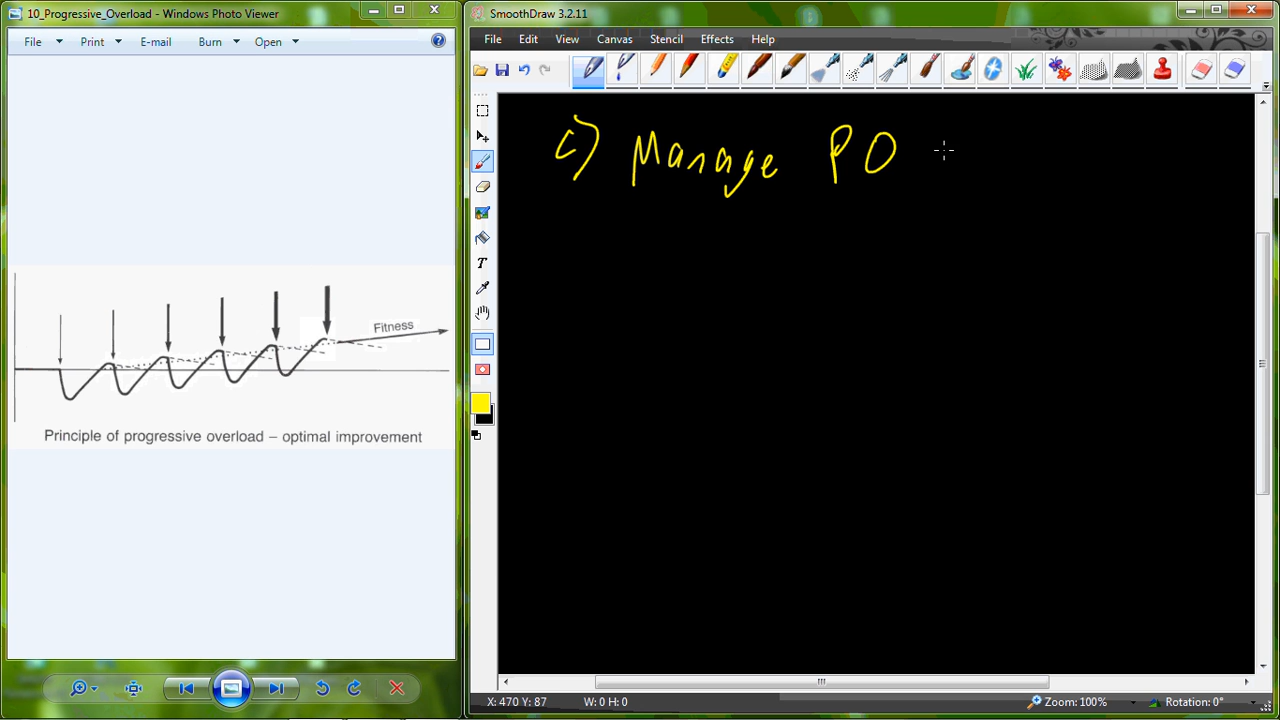 10_Progressive_Overload - Windows Photo Viewer
File Print E-mail Burn Open
Fitness
Principle of progressive overload – optimal improvement
SmoothDraw 3.2.11
File Edit View Canvas Stencil Effects Help
T
c) Manage PO
X: 470 Y: 87 W: 0 H: 0 Zoom: 100% Rotation: 0°